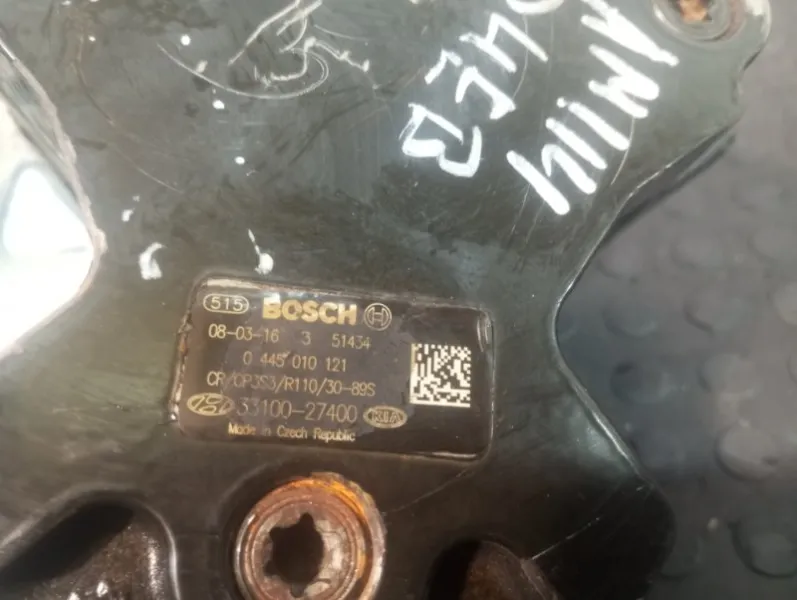 515 BOSCH
08-03-16 3 51434
0 445 010 121
CR/CP3S3/R110/30-89S
33100-27400 KIA
Made in Czech Republic